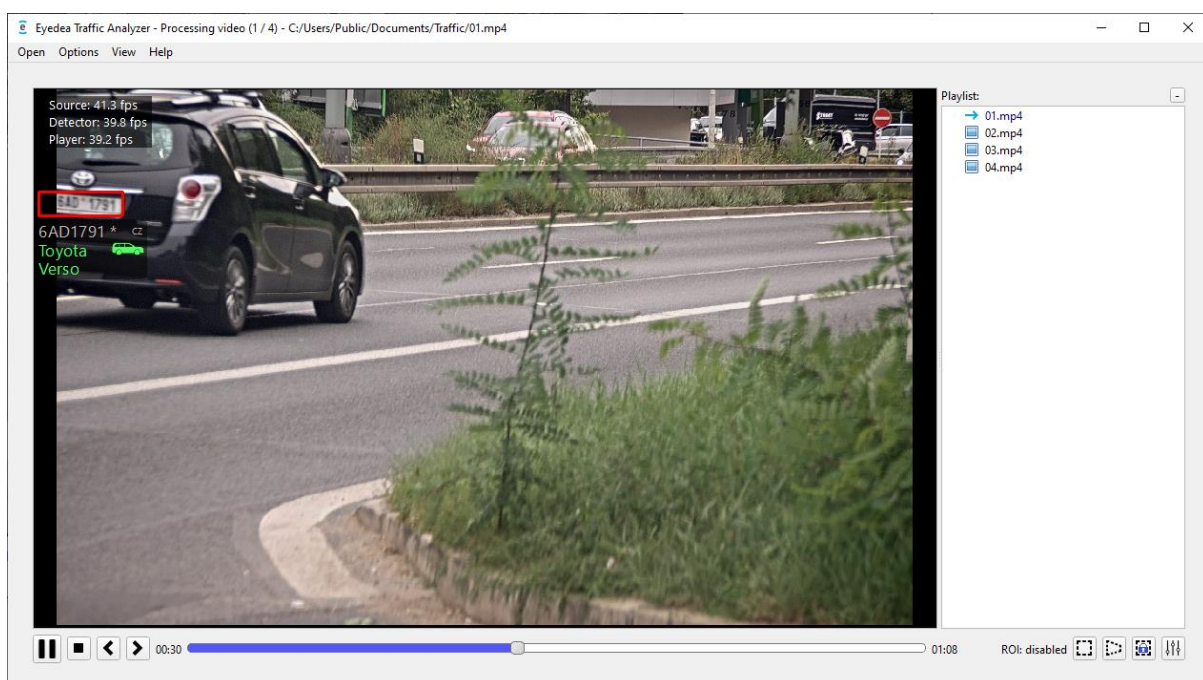 Eyedea Traffic Analyzer - Processing video (1 / 4) - C:/Users/Public/Documents/Traffic/01.mp4
Open Options View Help
Source: 41.3 fps
Detector: 39.8 fps
Player: 39.2 fps
6AD 1791
6AD1791 * CZ
Toyota
Verso
Playlist:
01.mp4
02.mp4
03.mp4
04.mp4
00:30
01:08
ROI: disabled